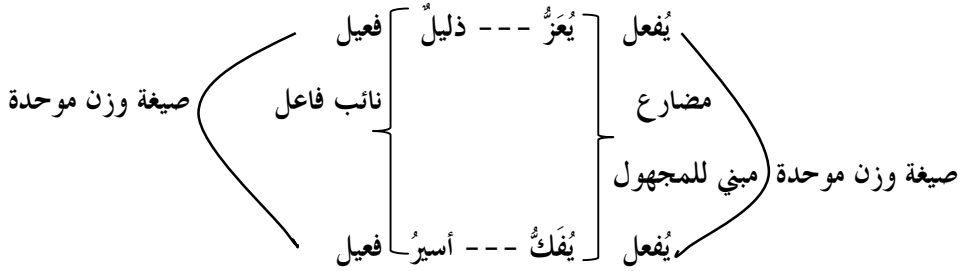 يُفعل يُعَزُّ --- ذليلٌ فعيل
مضارع نائب فاعل صيغة وزن موحدة
صيغة وزن موحدة مبني للمجهول
يُفعل يُفَكُّ --- أسيرُ فعيل